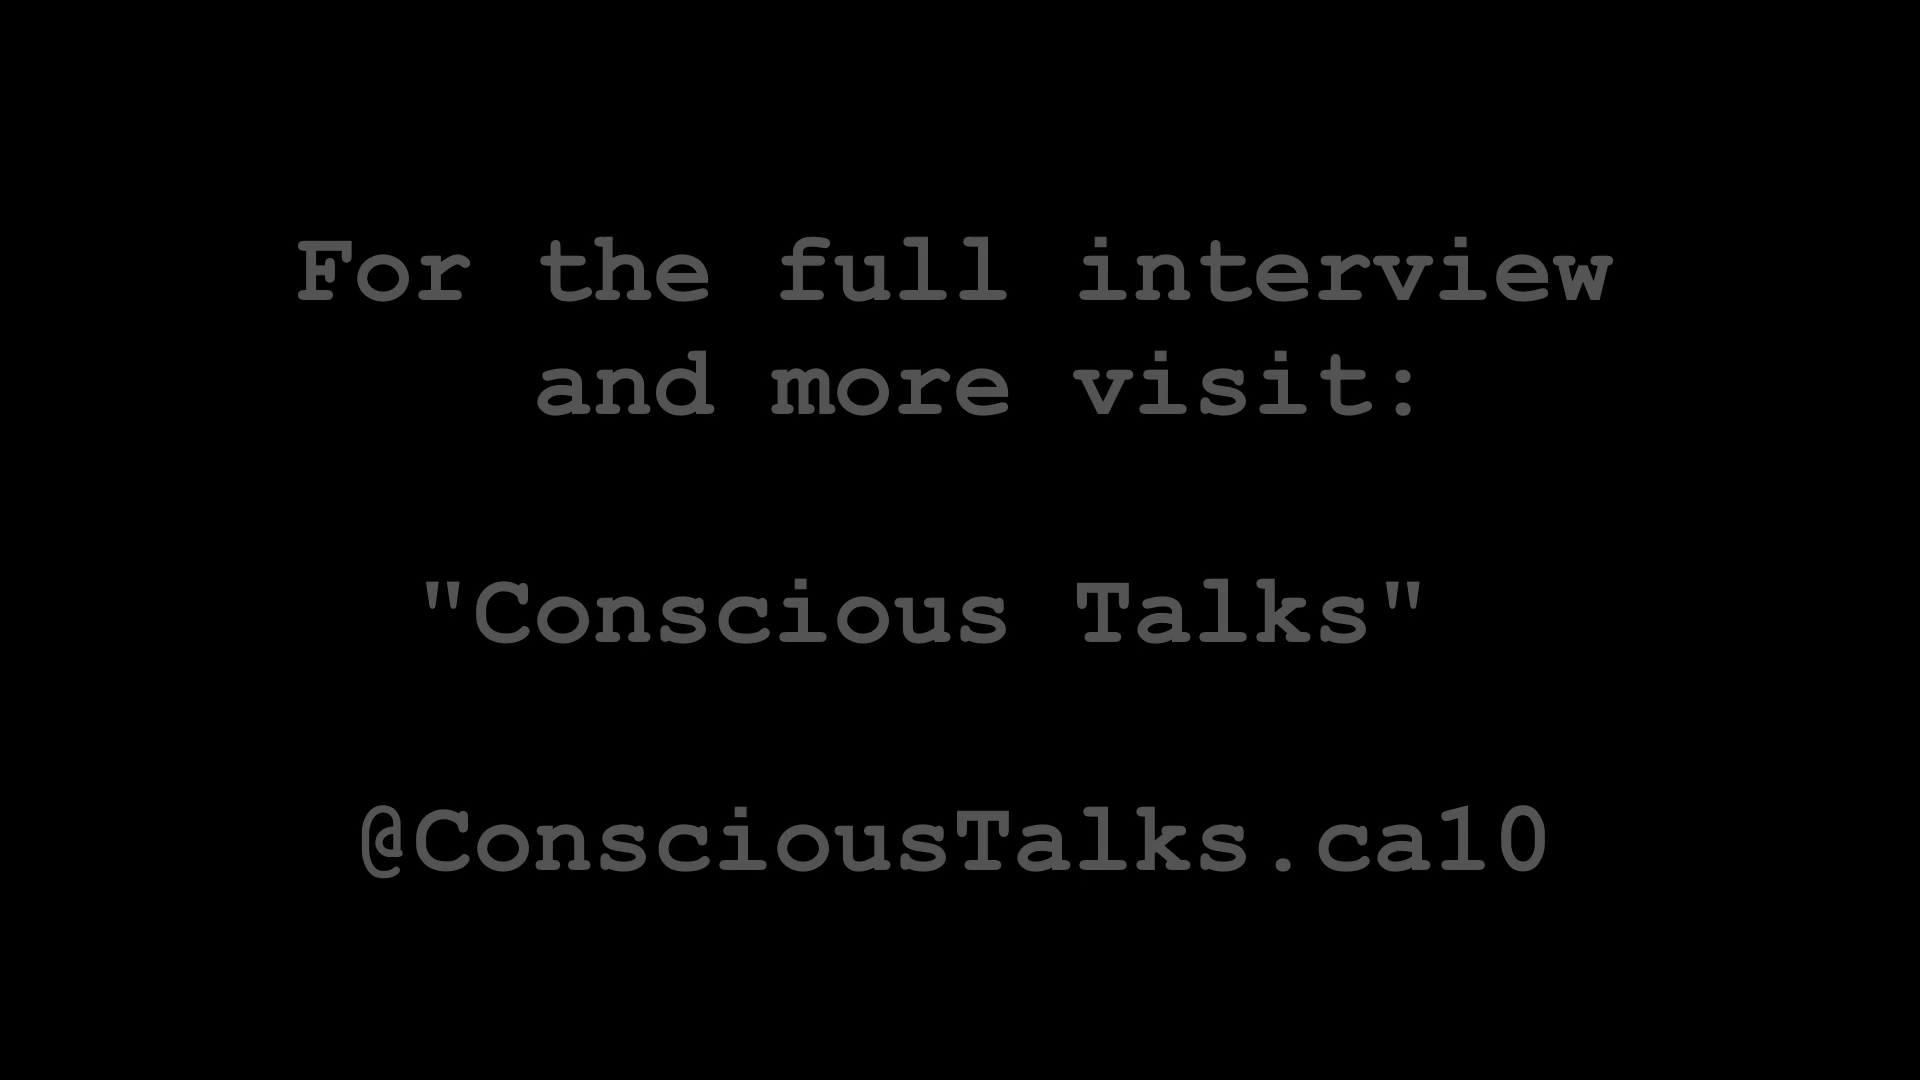 For the full interview
and more visit:
"Conscious Talks"
@ConsciousTalks.ca10